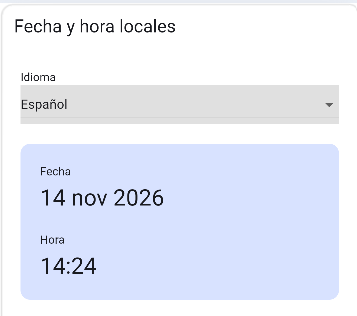 Fecha y hora locales
Idioma
Español
Fecha
14 nov 2026
Hora
14:24